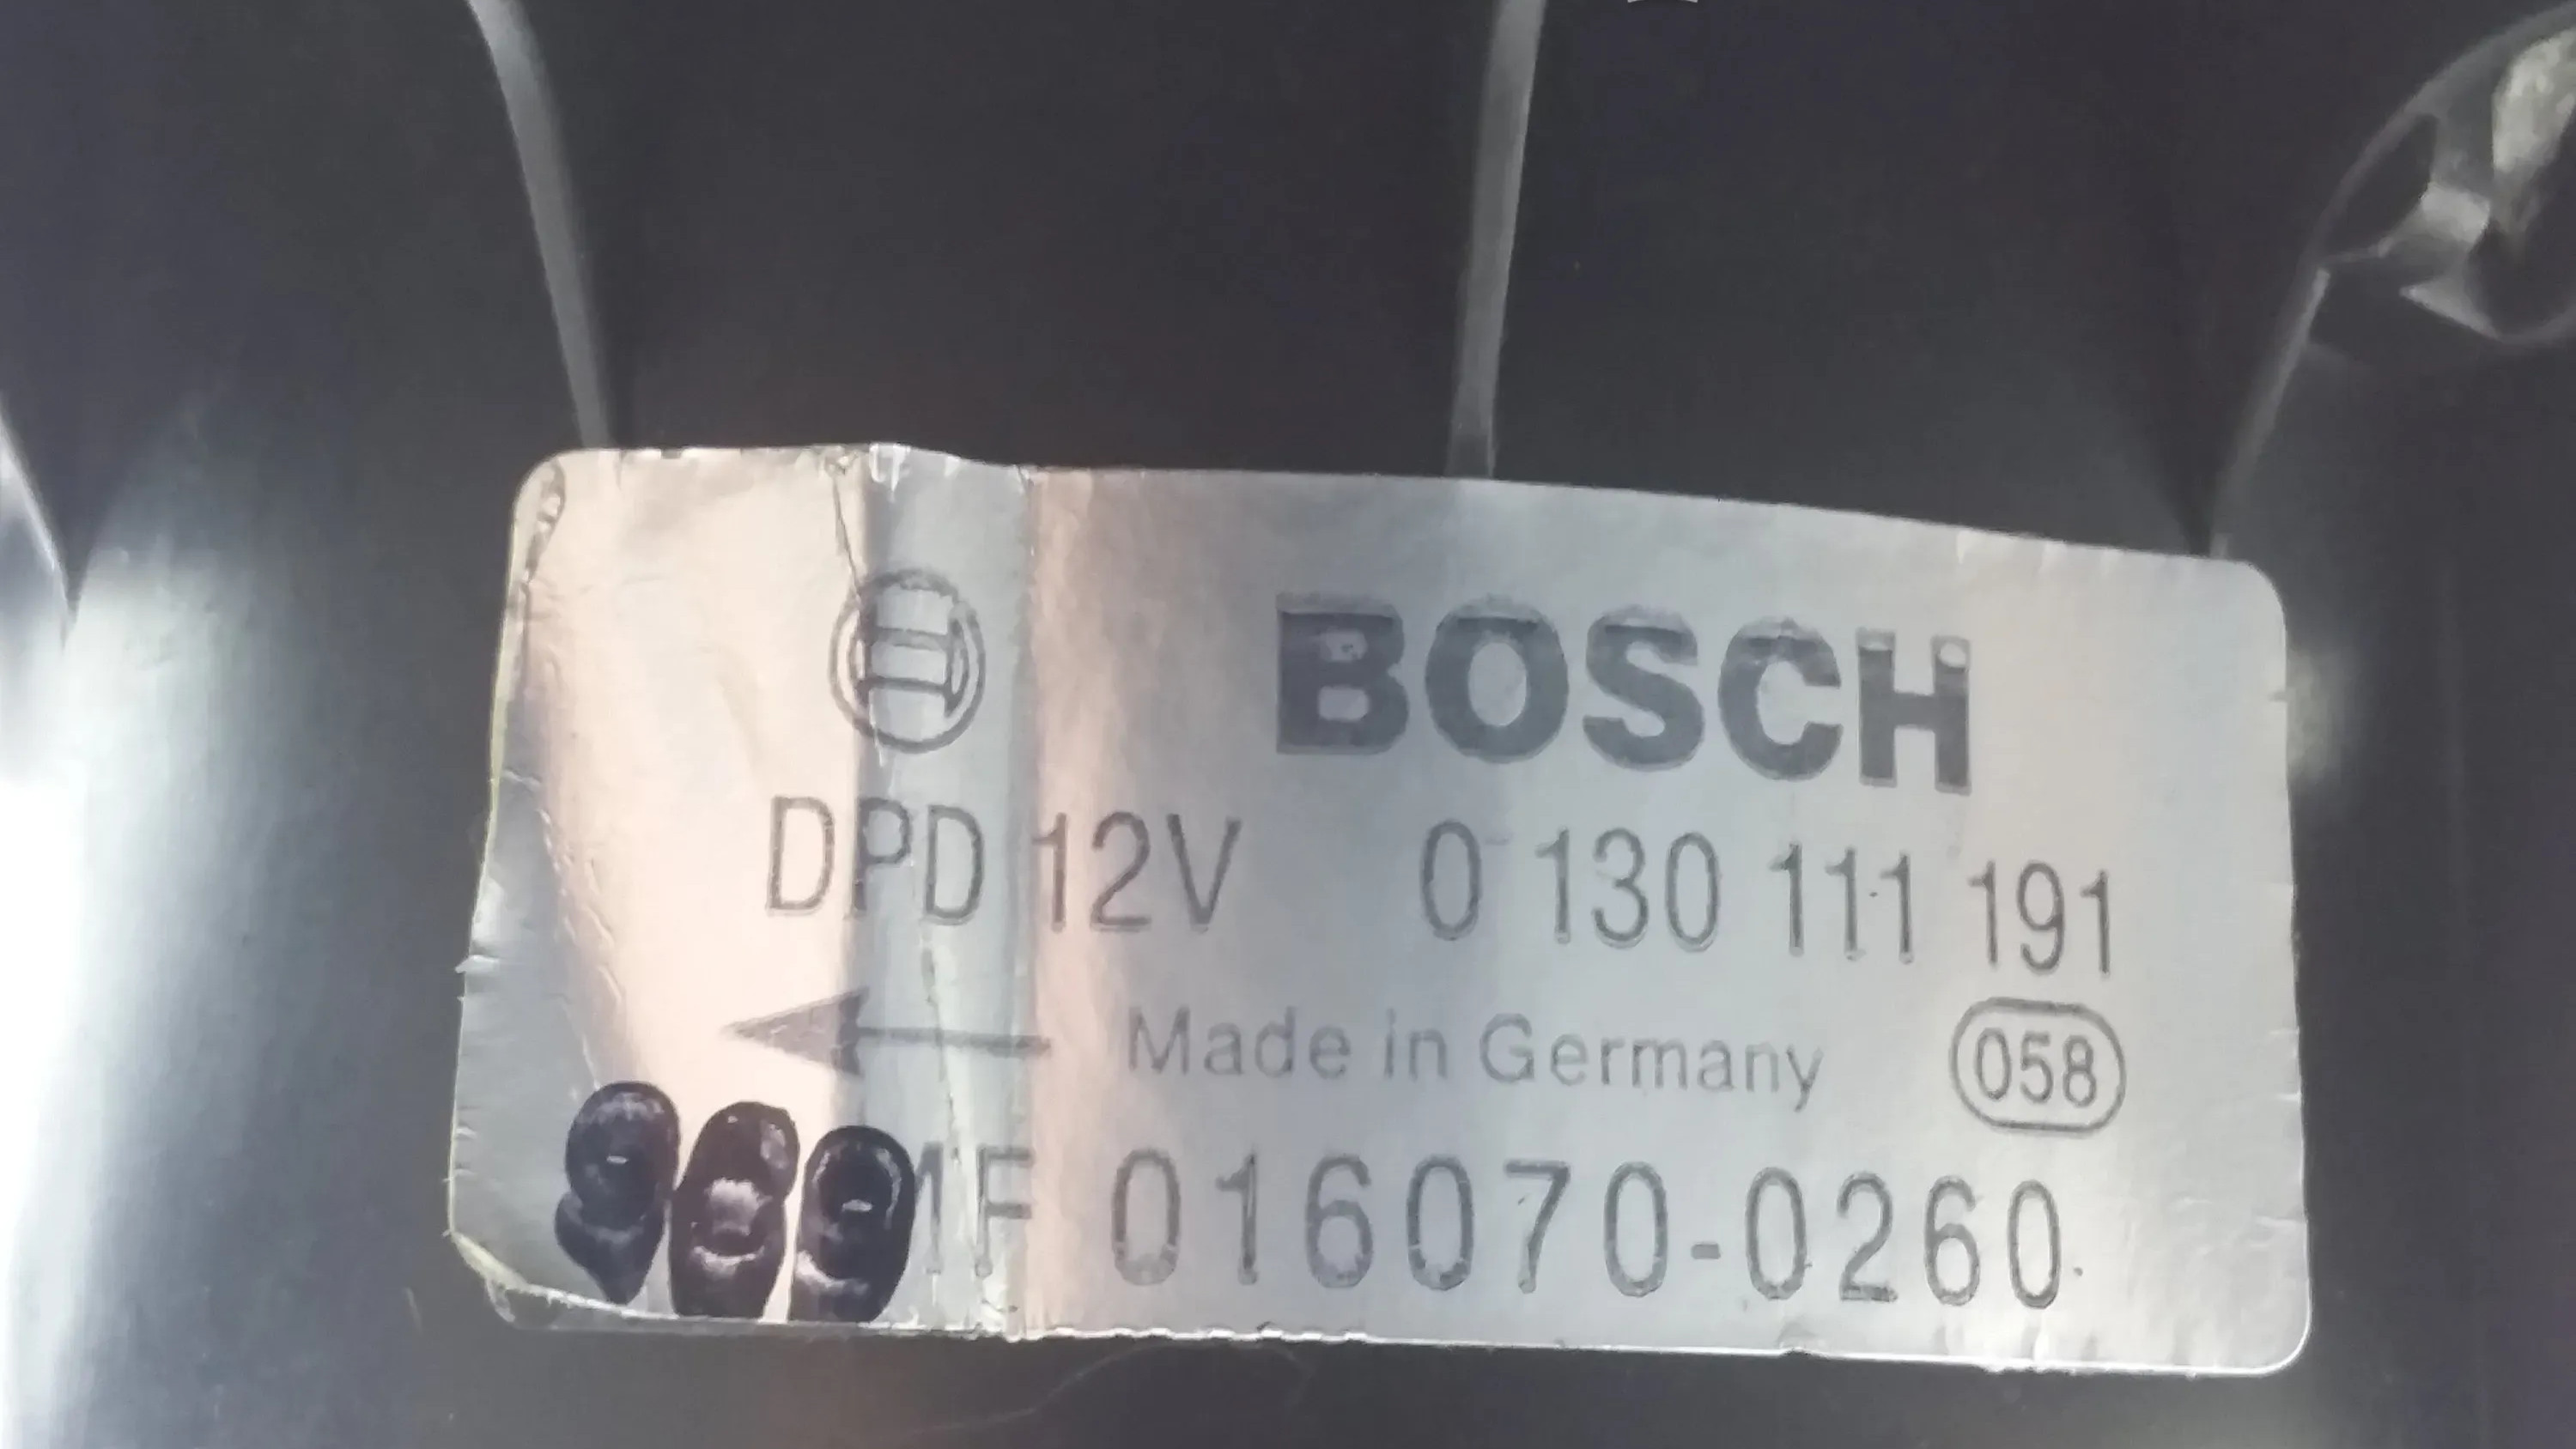 BOSCH
DPD 12V 0 130 111 191
Made in Germany 058
016070-0260